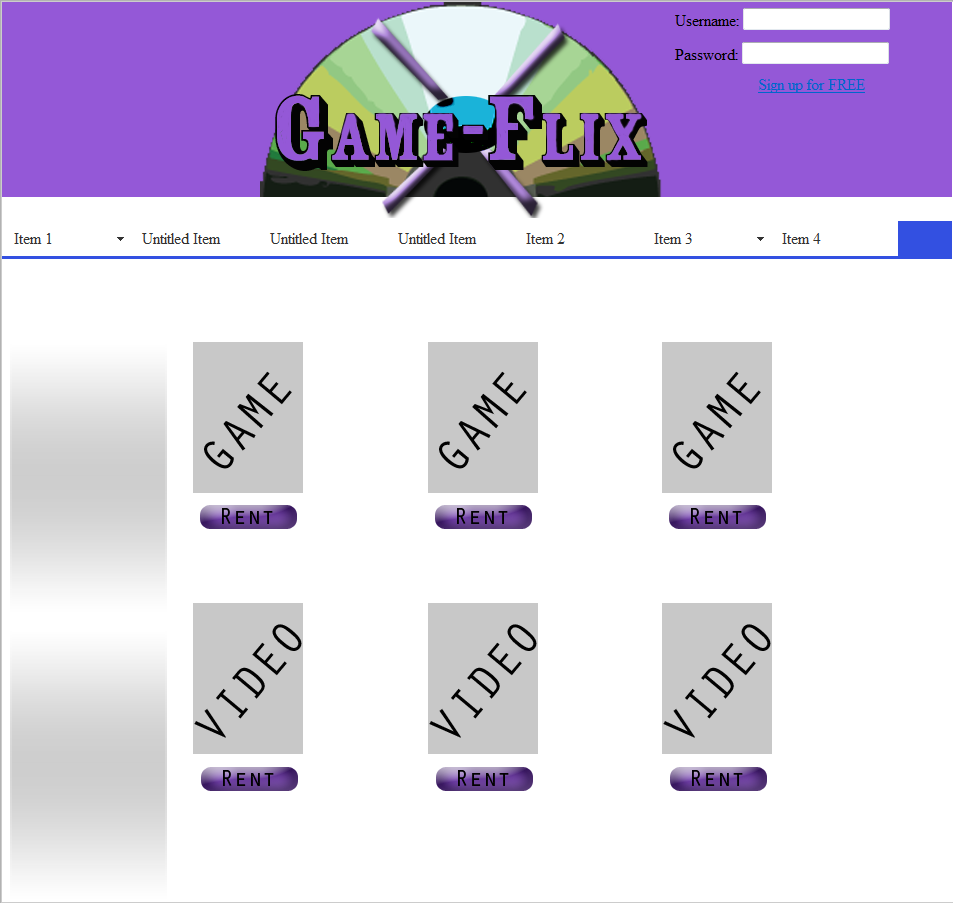 Username:
Password:
Sign up for FREE
GAME-FLIX
Item 1 Untitled Item Untitled Item Untitled Item Item 2 Item 3 Item 4
GAME GAME GAME
RENT RENT RENT
VIDEO VIDEO VIDEO
RENT RENT RENT